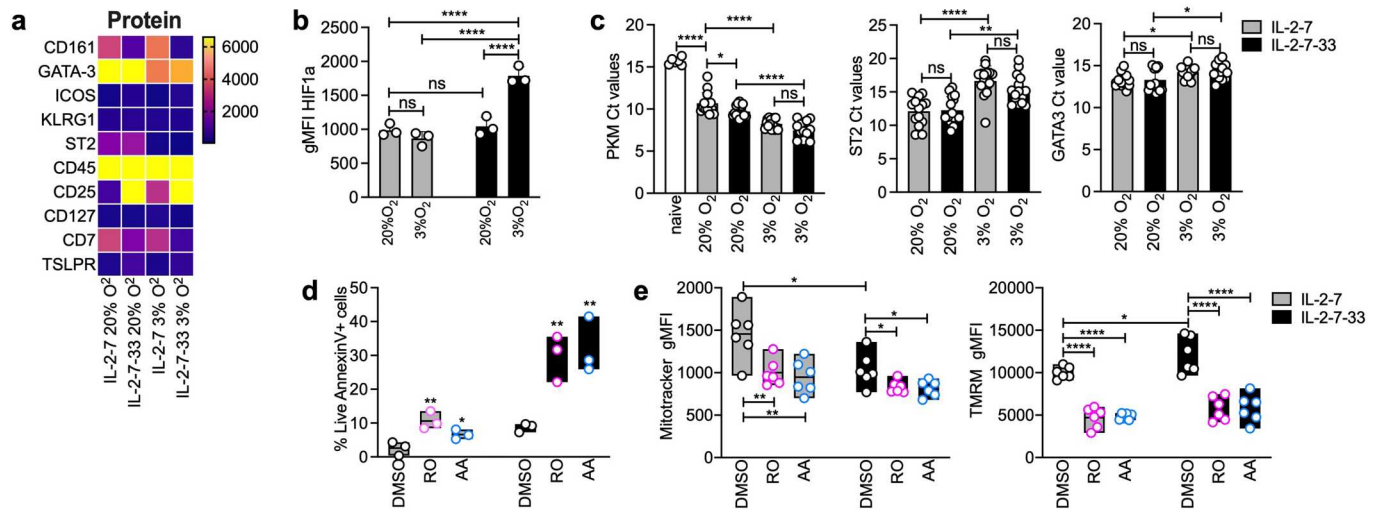 a
Protein
CD161
GATA-3
ICOS
KLRG1
ST2
CD45
CD25
CD127
CD7
TSLPR
6000
4000
2000
IL-2-7 20% O²
IL-2-7-33 20% O²
IL-2-7 3% O²
IL-2-7-33 3% O²
b
gMFI HIF1a
2500
2000
1500
1000
500
0
****
****
****
ns
ns
20%O₂
3%O₂
20%O₂
3%O₂
c
PKM Ct values
20
15
10
5
0
****
****
*
****
ns
naive
20% O₂
20% O₂
3% O₂
3% O₂
ST2 Ct values
25
20
15
10
5
0
****
**
ns
ns
20% O₂
20% O₂
3% O₂
3% O₂
GATA3 Ct value
25
20
15
10
5
0
*
*
ns
ns
20% O₂
20% O₂
3% O₂
3% O₂
IL-2-7
IL-2-7-33
d
% Live AnnexinV+ cells
50
40
30
20
10
0
**
*
**
**
DMSO
RO
AA
DMSO
RO
AA
e
Mitotracker gMFI
2000
1500
1000
500
0
*
*
*
**
**
DMSO
RO
AA
DMSO
RO
AA
TMRM gMFI
20000
15000
10000
5000
0
****
****
*
****
****
DMSO
RO
AA
DMSO
RO
AA
IL-2-7
IL-2-7-33